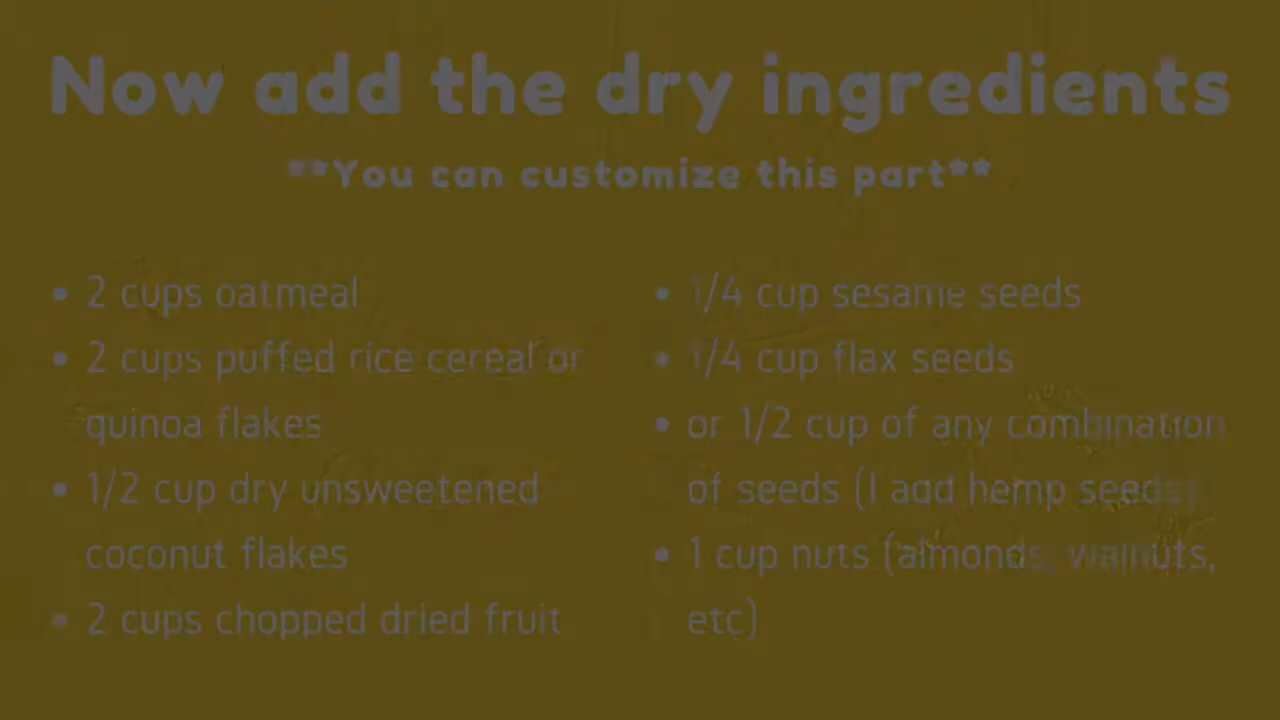 Now add the dry ingredients
**You can customize this part**
• 2 cups oatmeal
• 2 cups puffed rice cereal or
quinoa flakes
• 1/2 cup dry unsweetened
coconut flakes
• 2 cups chopped dried fruit
• 1/4 cup sesame seeds
• 1/4 cup flax seeds
• or 1/2 cup of any combination
of seeds (I add hemp seeds)
• 1 cup nuts (almonds, walnuts,
etc)